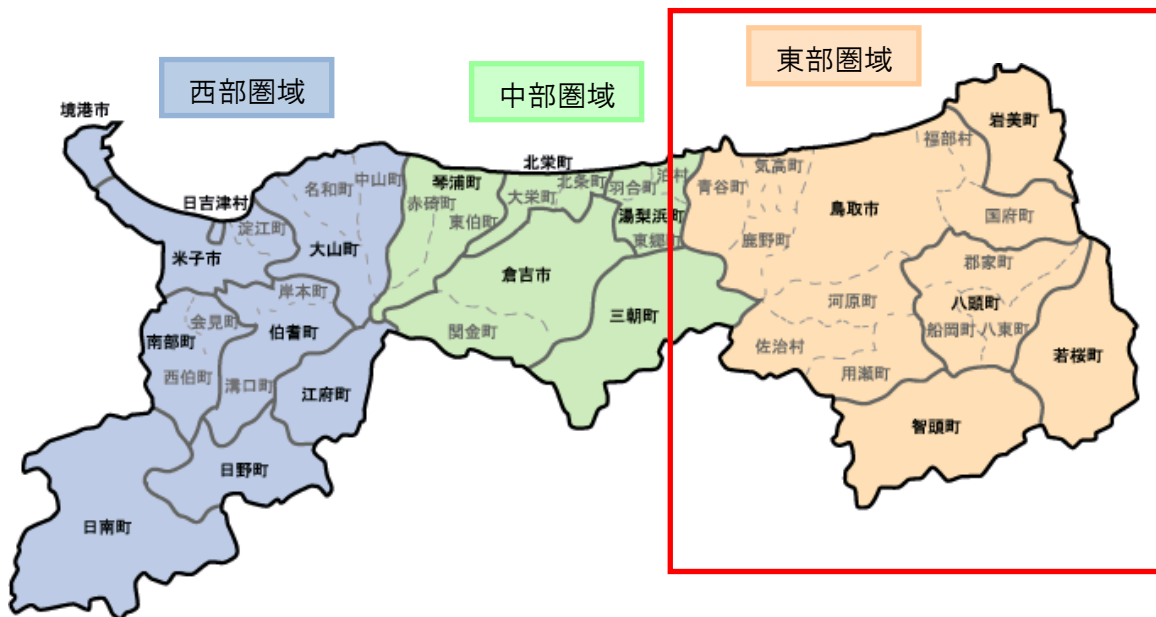 西部圏域
中部圏域
東部圏域
境港市
日吉津村
米子市
淀江町
名和町
中山町
大山町
岸本町
会見町
南部町
西伯町
伯耆町
溝口町
江府町
日野町
日南町
北栄町
琴浦町
赤碕町
東伯町
大栄町
北条町
羽合町
泊村
湯梨浜町
東郷町
倉吉市
関金町
三朝町
青谷町
気高町
鹿野町
鳥取市
福部村
岩美町
国府町
郡家町
八頭町
船岡町
八東町
河原町
佐治村
用瀬町
若桜町
智頭町